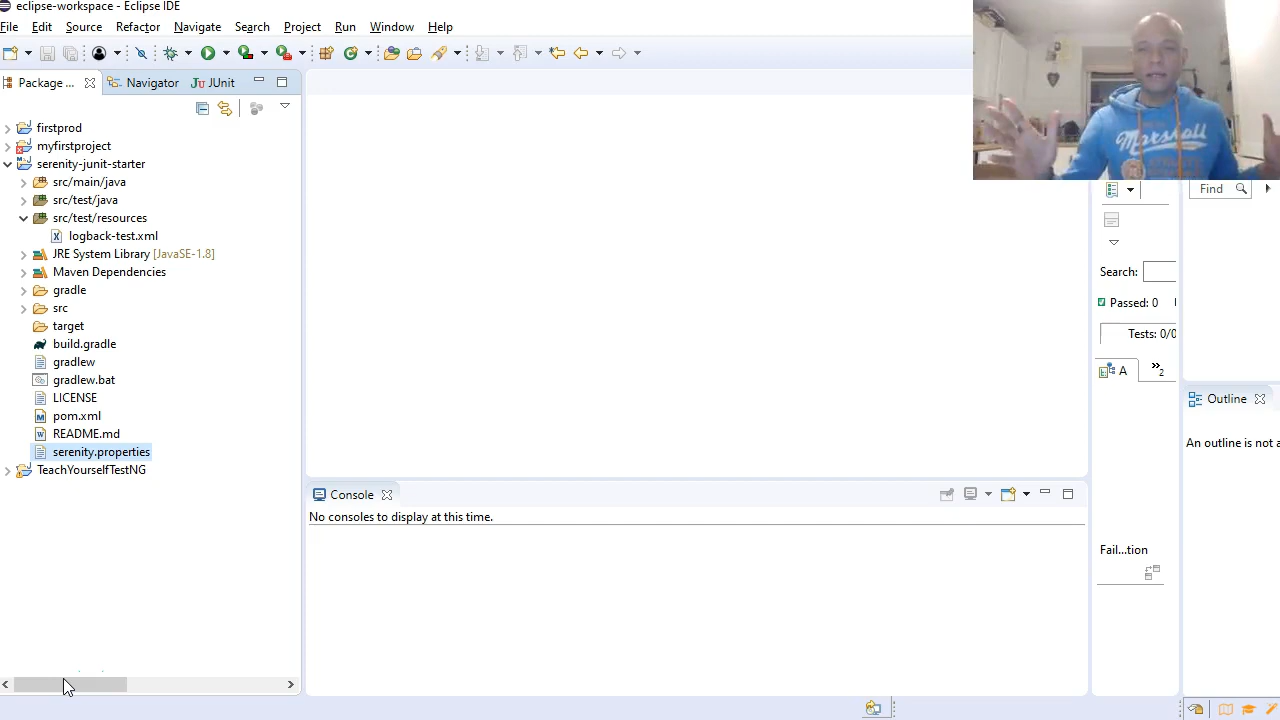 eclipse-workspace - Eclipse IDE
File Edit Source Refactor Navigate Search Project Run Window Help
Package ... Navigator JUnit
firstprod
myfirstproject
serenity-junit-starter
src/main/java
src/test/java
src/test/resources
logback-test.xml
JRE System Library [JavaSE-1.8]
Maven Dependencies
gradle
src
target
build.gradle
gradlew
gradlew.bat
LICENSE
pom.xml
README.md
serenity.properties
TeachYourselfTestNG
Console
No consoles to display at this time.
Marshall
Find
Search:
Passed: 0
Tests: 0/0
A
2
Fail...tion
Outline
An outline is not a